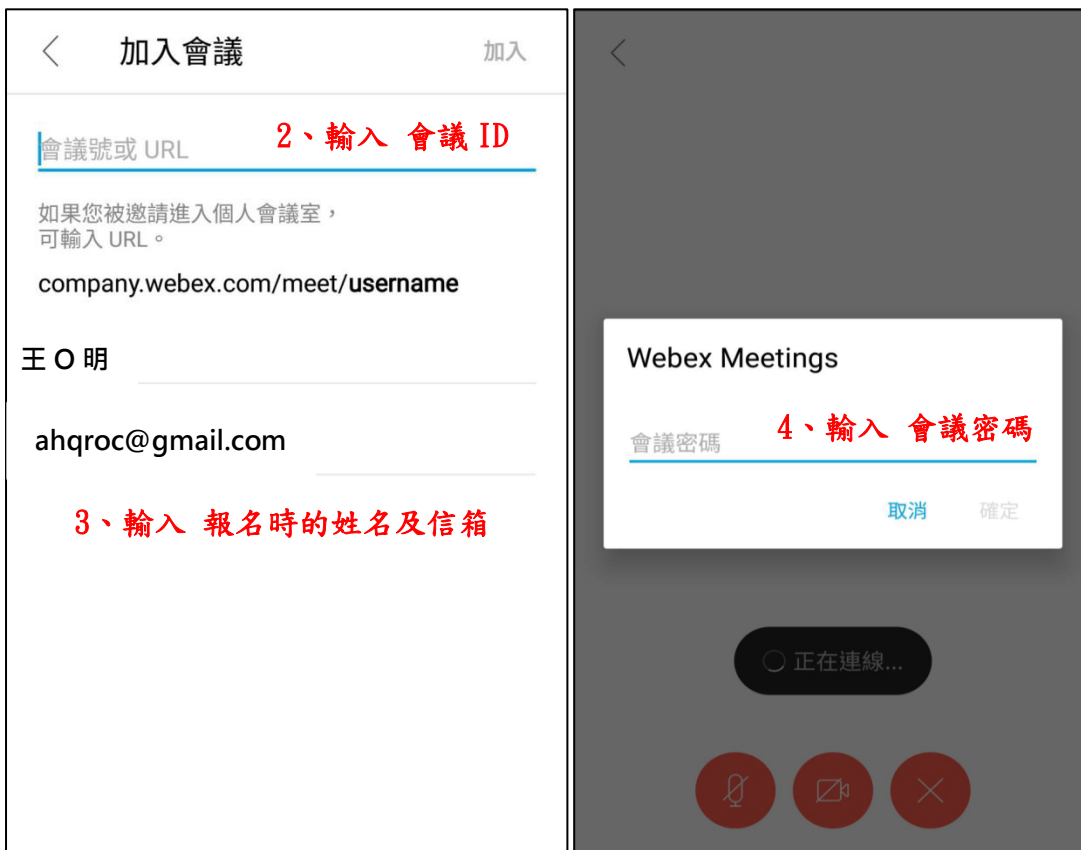 加入會議 加入
會議號或 URL 2、輸入 會議 ID
如果您被邀請進入個人會議室，
可輸入 URL。
company.webex.com/meet/username
王 O 明
ahqroc@gmail.com
3、輸入 報名時的姓名及信箱
Webex Meetings
會議密碼 4、輸入 會議密碼
取消 確定
正在連線...